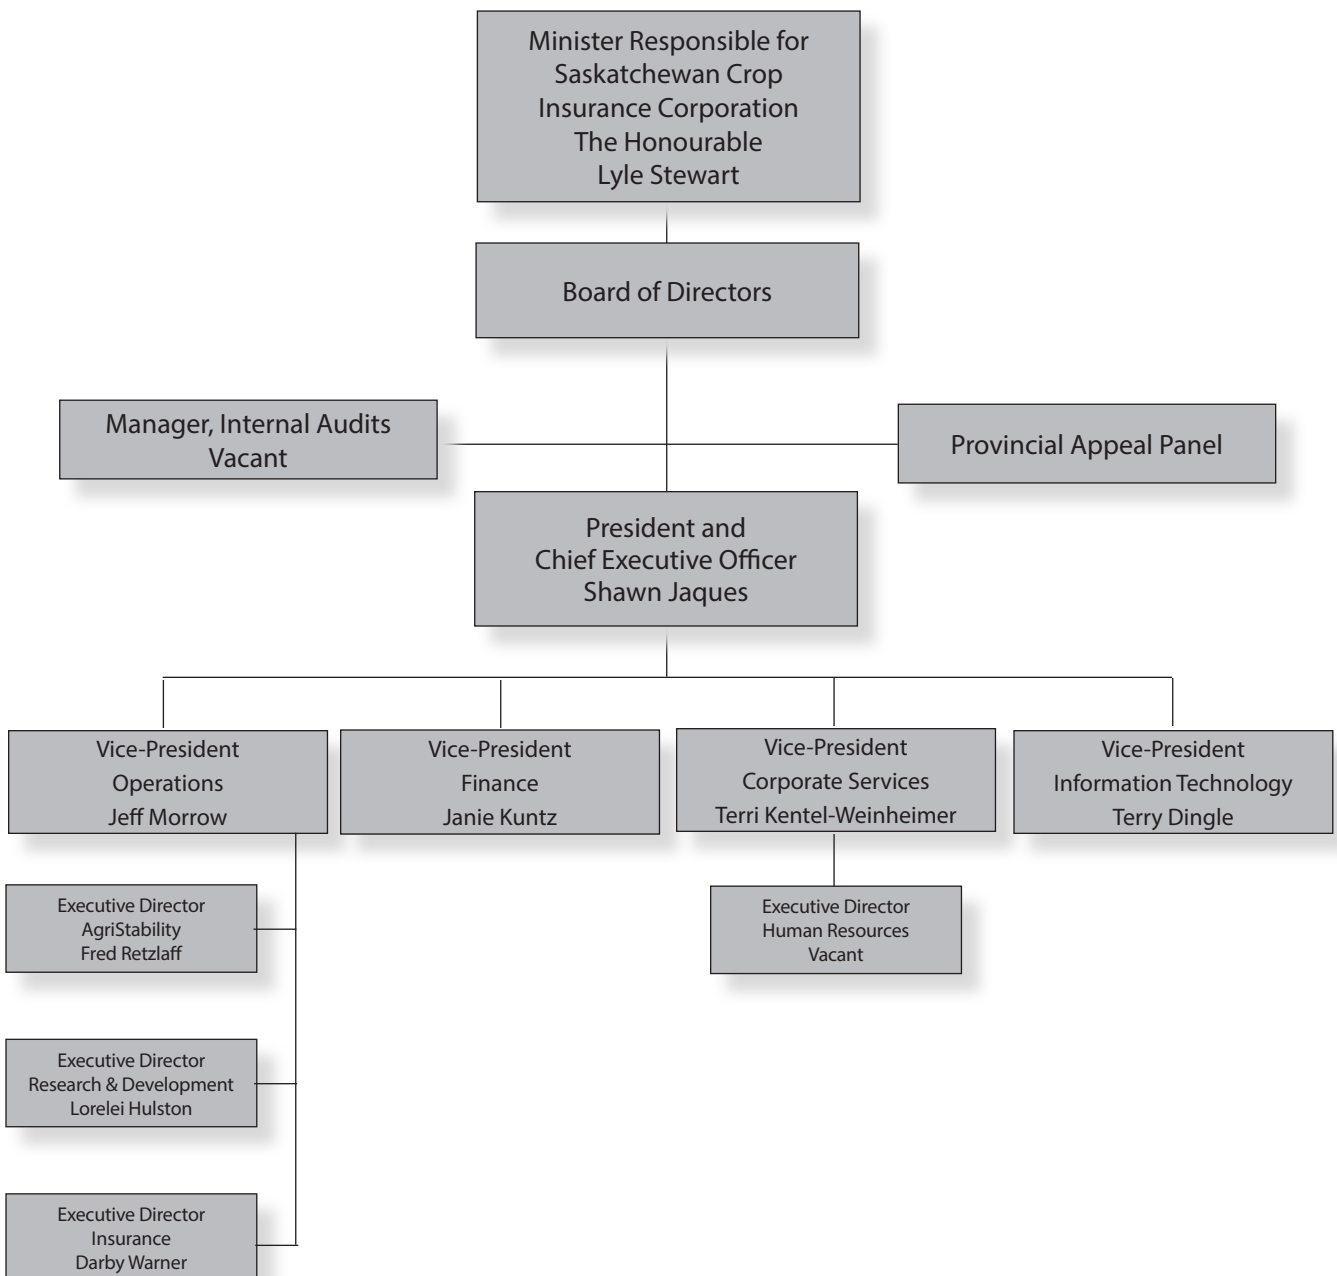 Minister Responsible for
Saskatchewan Crop
Insurance Corporation
The Honourable
Lyle Stewart
Board of Directors
Manager, Internal Audits
Vacant
Provincial Appeal Panel
President and
Chief Executive Officer
Shawn Jaques
Vice-President
Operations
Jeff Morrow
Vice-President
Finance
Janie Kuntz
Vice-President
Corporate Services
Terri Kentel-Weinheimer
Vice-President
Information Technology
Terry Dingle
Executive Director
AgriStability
Fred Retzlaff
Executive Director
Human Resources
Vacant
Executive Director
Research & Development
Lorelei Hulston
Executive Director
Insurance
Darby Warner